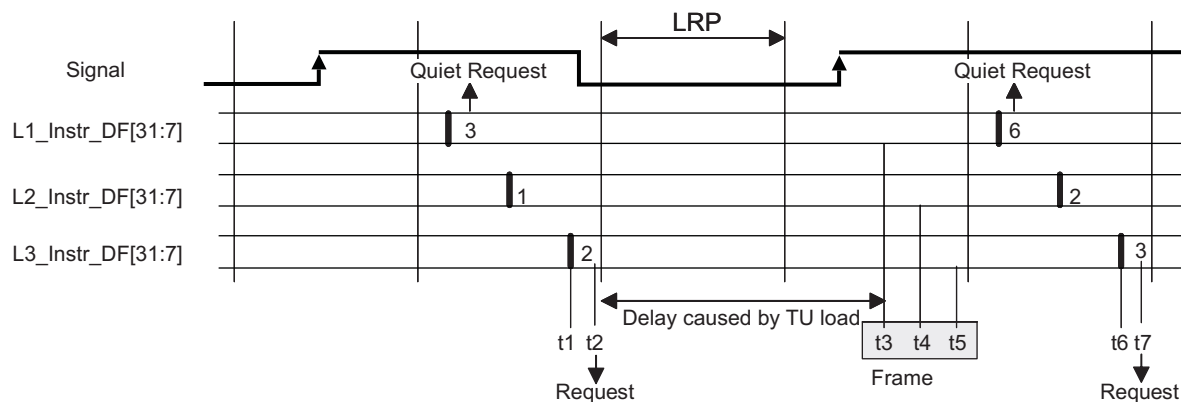 LRP
Signal
Quiet Request
Quiet Request
L1_Instr_DF[31:7]
3
6
L2_Instr_DF[31:7]
1
2
L3_Instr_DF[31:7]
2
3
Delay caused by TU load
t1 t2
t3 t4 t5
t6 t7
Frame
Request
Request